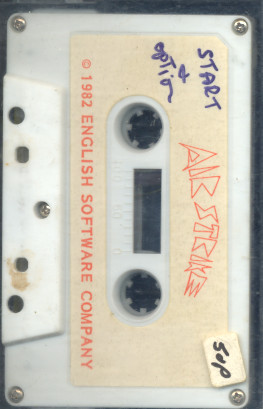 START
+
option
AIR STRIKE
© 1982 ENGLISH SOFTWARE COMPANY
50p